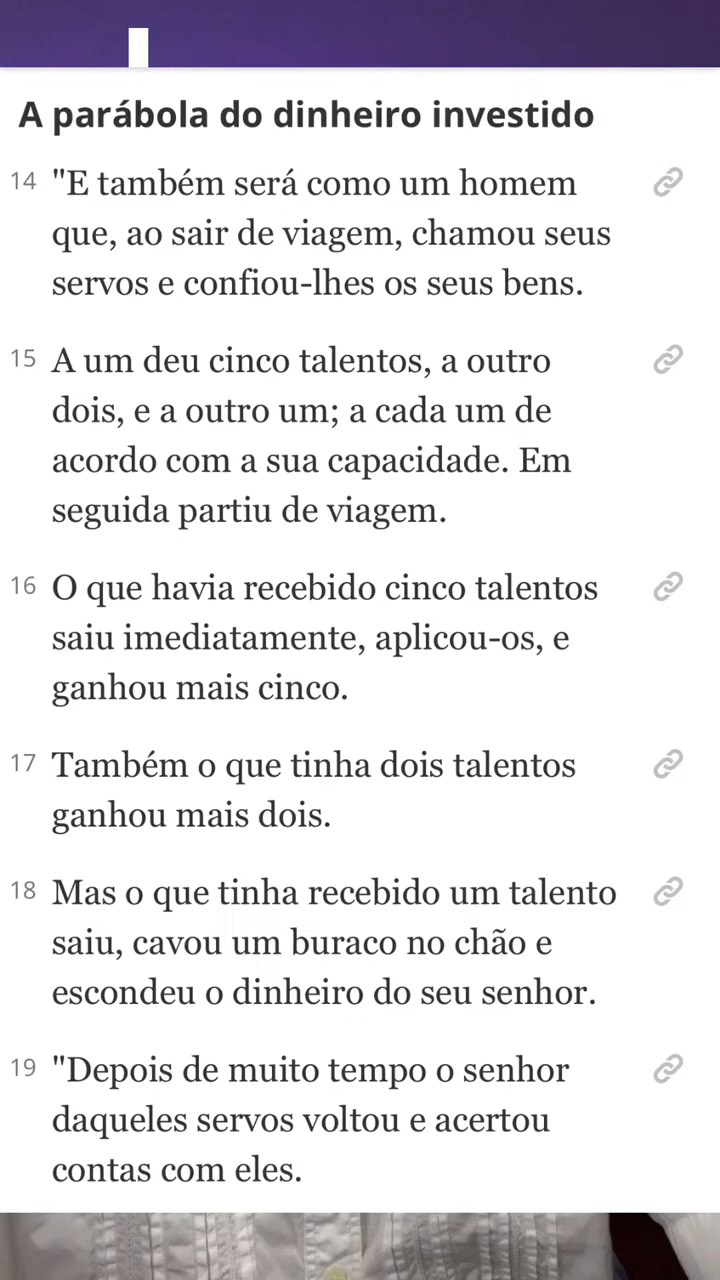 A parábola do dinheiro investido
14 "E também será como um homem
que, ao sair de viagem, chamou seus
servos e confiou-lhes os seus bens.
15 A um deu cinco talentos, a outro
dois, e a outro um; a cada um de
acordo com a sua capacidade. Em
seguida partiu de viagem.
16 O que havia recebido cinco talentos
saiu imediatamente, aplicou-os, e
ganhou mais cinco.
17 Também o que tinha dois talentos
ganhou mais dois.
18 Mas o que tinha recebido um talento
saiu, cavou um buraco no chão e
escondeu o dinheiro do seu senhor.
19 "Depois de muito tempo o senhor
daqueles servos voltou e acertou
contas com eles.